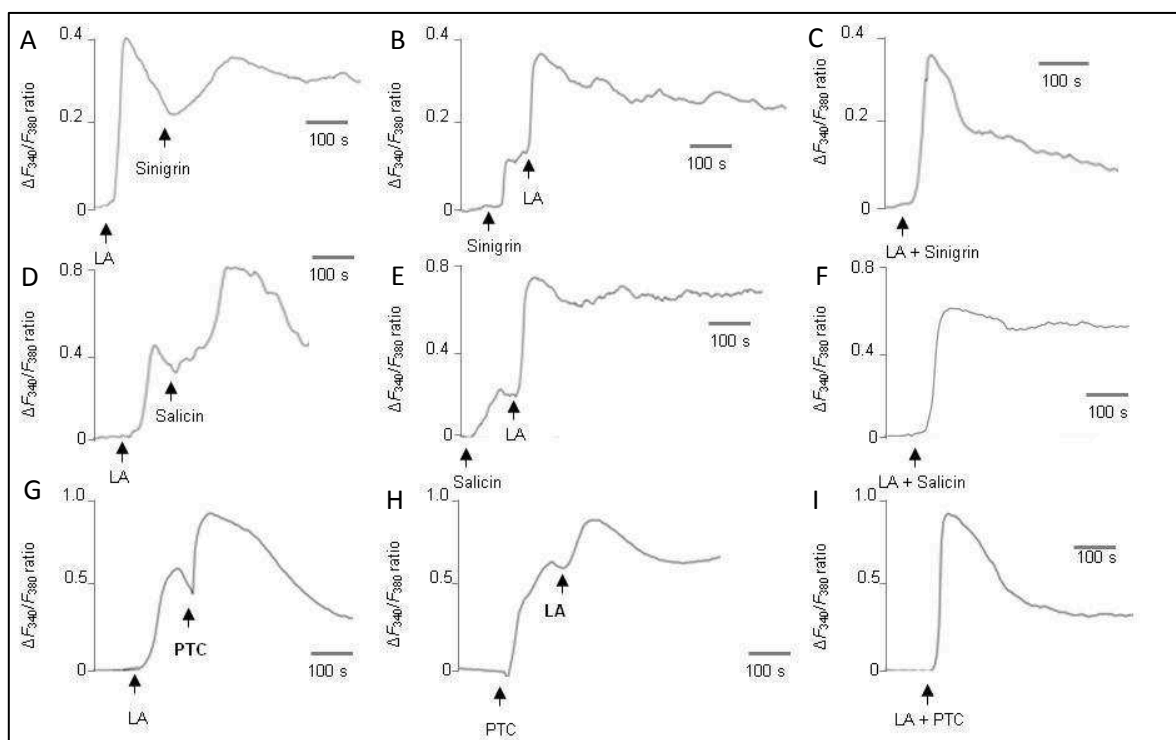 A
ΔF340/F380 ratio
0.4
0.2
0
LA
Sinigrin
100 s
B
ΔF340/F380 ratio
0.4
0.2
0
Sinigrin
LA
100 s
C
ΔF340/F380 ratio
0.4
0.2
0
100 s
LA + Sinigrin
D
ΔF340/F380 ratio
0.8
0.4
0
100 s
Salicin
LA
E
ΔF340/F380 ratio
0.8
0.4
0
100 s
LA
Salicin
F
ΔF340/F380 ratio
0.8
0.4
0
100 s
LA + Salicin
G
ΔF340/F380 ratio
1.0
0.5
0
PTC
100 s
LA
H
ΔF340/F380 ratio
1.0
0.5
0
LA
100 s
PTC
I
ΔF340/F380 ratio
1.0
0.5
0
100 s
LA + PTC